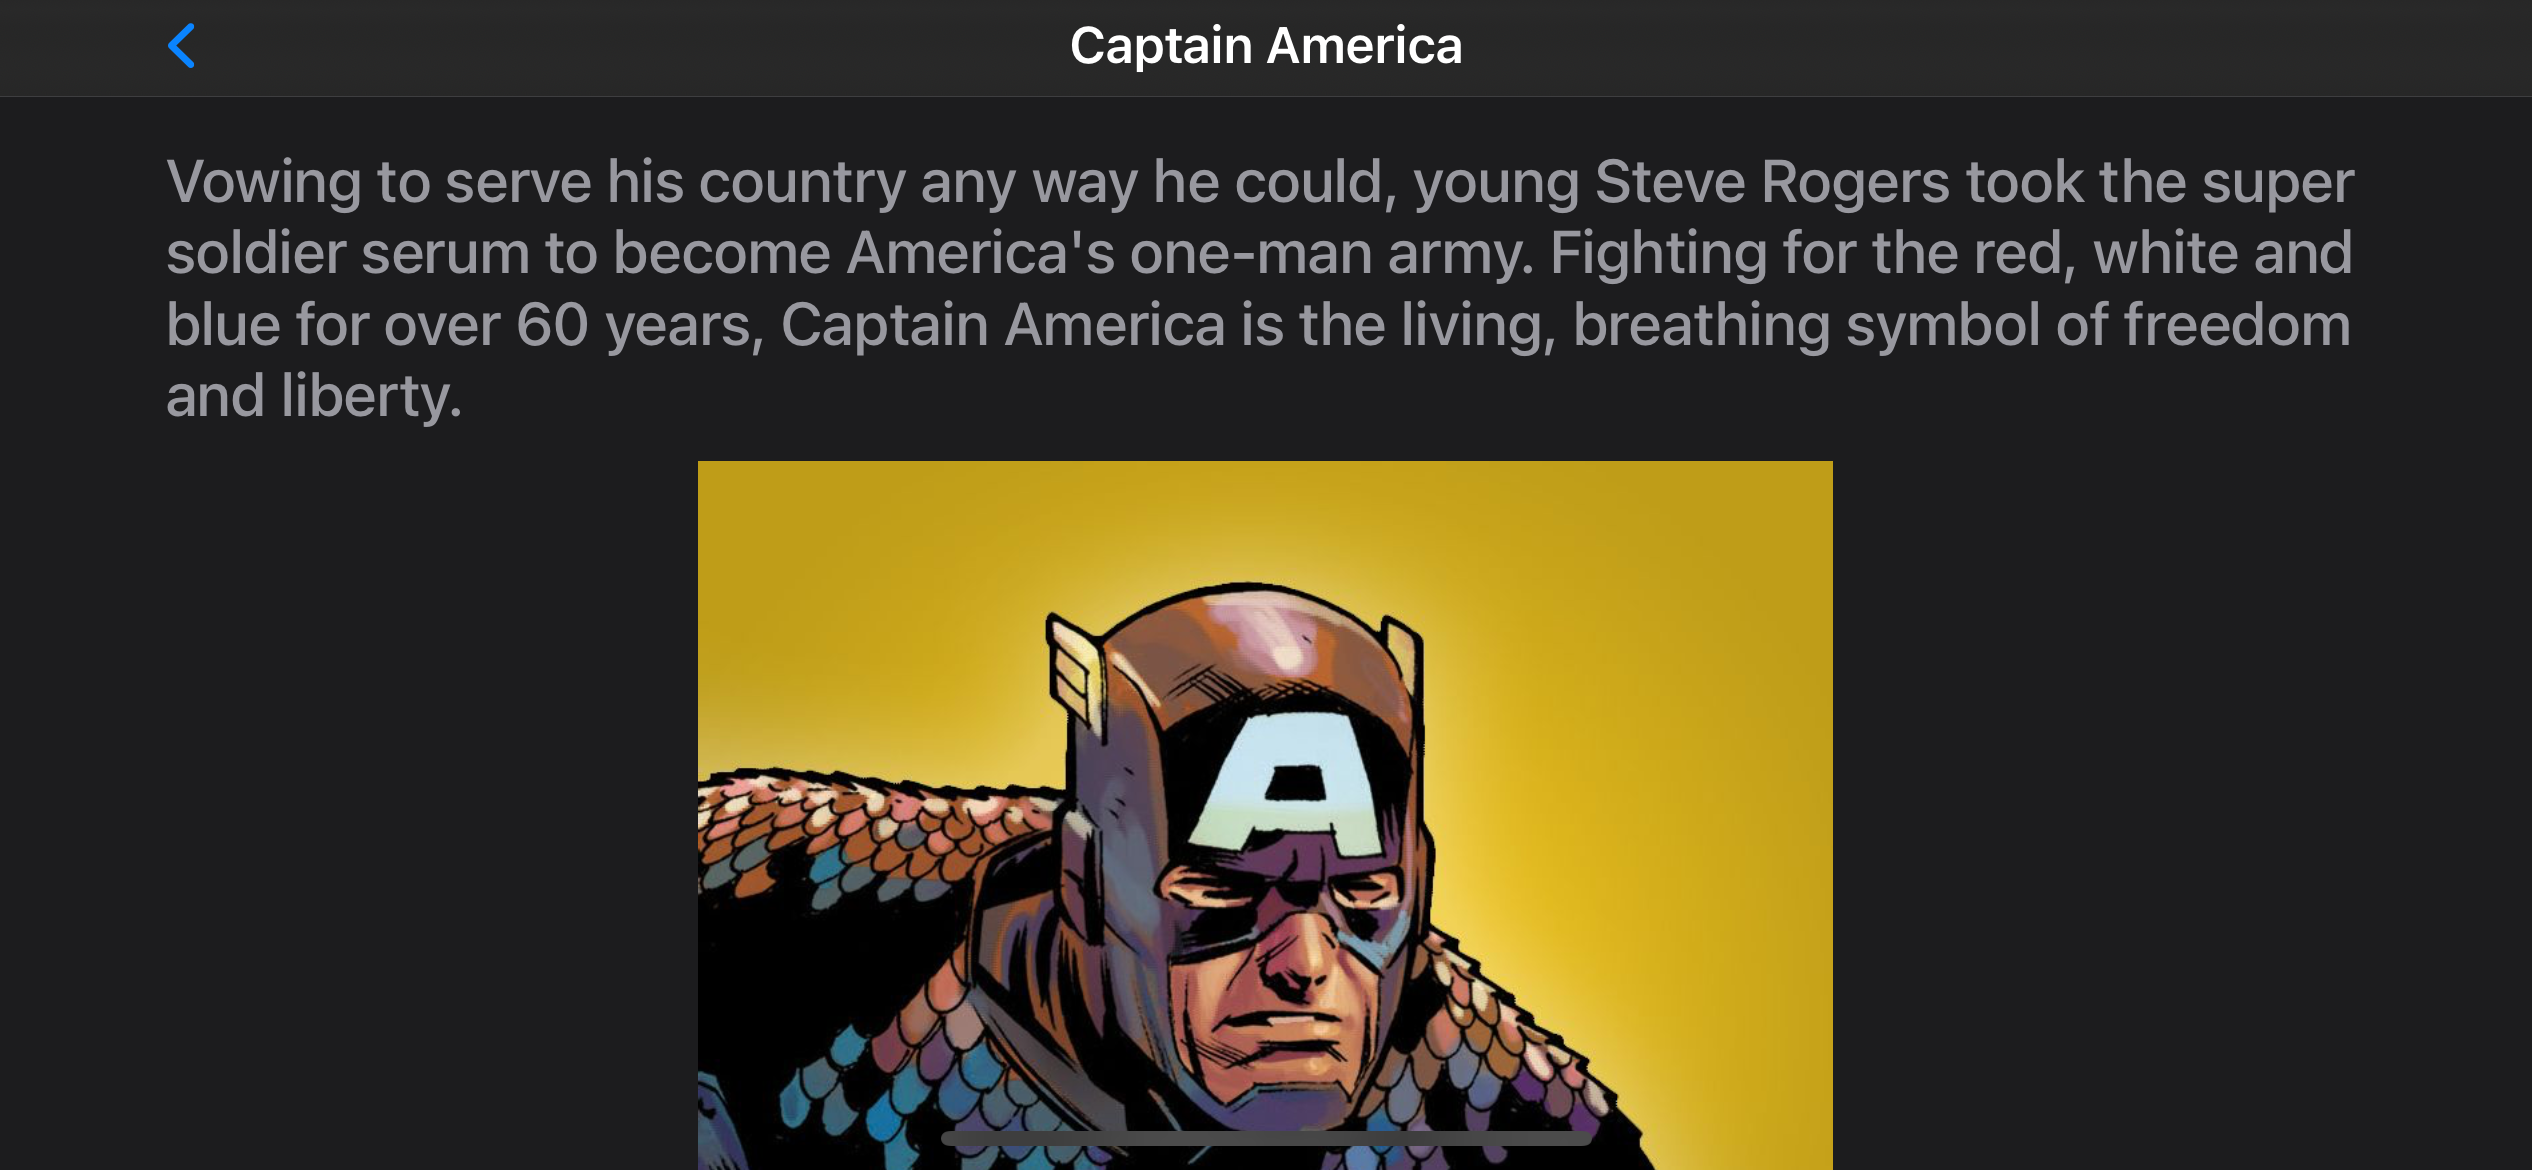 Captain America
Vowing to serve his country any way he could, young Steve Rogers took the super
soldier serum to become America's one-man army. Fighting for the red, white and
blue for over 60 years, Captain America is the living, breathing symbol of freedom
and liberty.
A